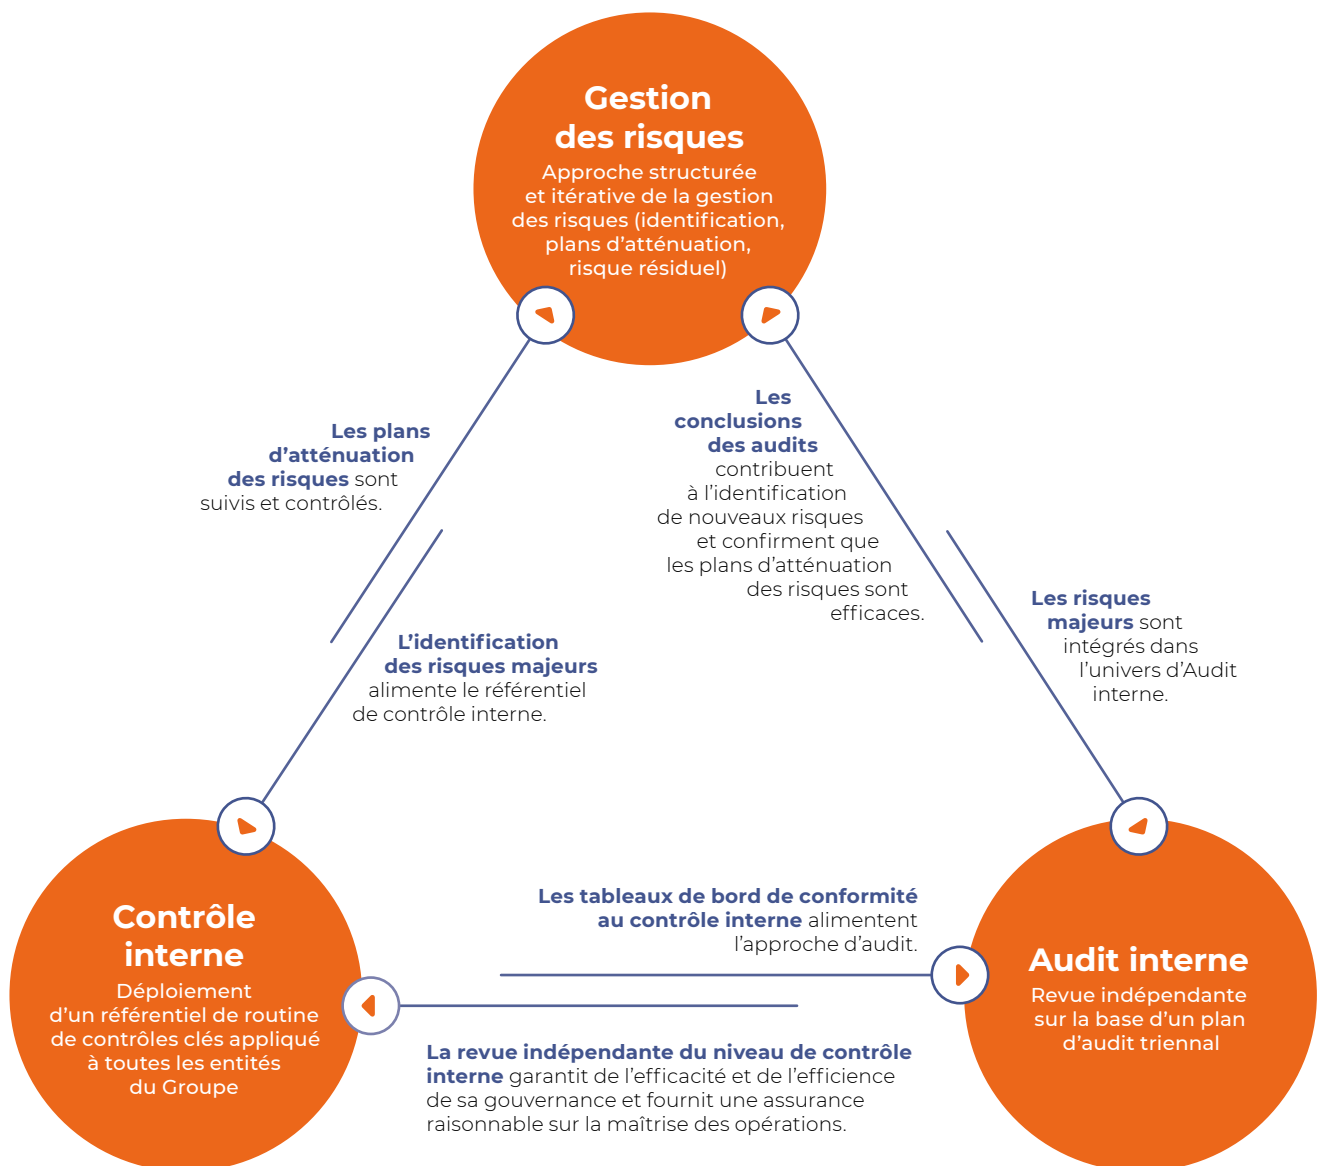 Gestion
des risques
Approche structurée
et itérative de la gestion
des risques (identification,
plans d’atténuation,
risque résiduel)
Les plans
d’atténuation
des risques sont
suivis et contrôlés.
Les
conclusions
des audits
contribuent
à l’identification
de nouveaux risques
et confirment que
les plans d’atténuation
des risques sont
efficaces.
L’identification
des risques majeurs
alimente le référentiel
de contrôle interne.
Les risques
majeurs sont
intégrés dans
l’univers d’Audit
interne.
Contrôle
interne
Déploiement
d’un référentiel de routine
de contrôles clés appliqué
à toutes les entités
du Groupe
Les tableaux de bord de conformité
au contrôle interne alimentent
l’approche d’audit.
La revue indépendante du niveau de contrôle
interne garantit de l’efficacité et de l’efficience
de sa gouvernance et fournit une assurance
raisonnable sur la maîtrise des opérations.
Audit interne
Revue indépendante
sur la base d’un plan
d’audit triennal